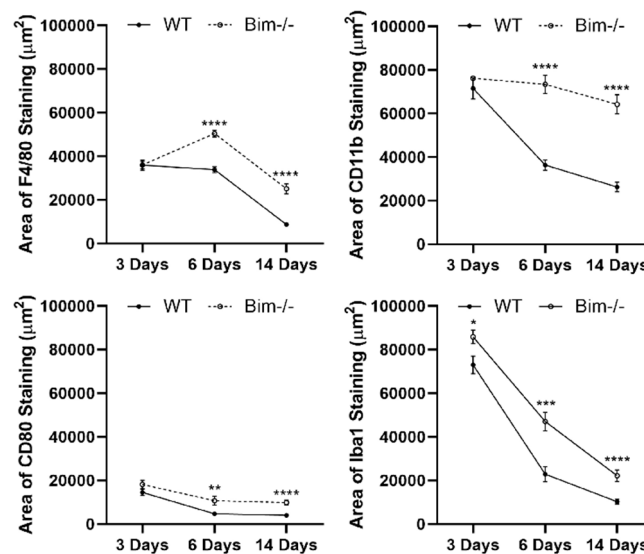 WT Bim-/-
Area of F4/80 Staining (μm²)
100000
80000
60000
40000
20000
0
****
****
3 Days 6 Days 14 Days
WT Bim-/-
Area of CD11b Staining (μm²)
100000
80000
60000
40000
20000
0
****
****
3 Days 6 Days 14 Days
WT Bim-/-
Area of CD80 Staining (μm²)
100000
80000
60000
40000
20000
0
**
****
3 Days 6 Days 14 Days
WT Bim-/-
Area of Iba1 Staining (μm²)
100000
80000
60000
40000
20000
0
*
***
****
3 Days 6 Days 14 Days